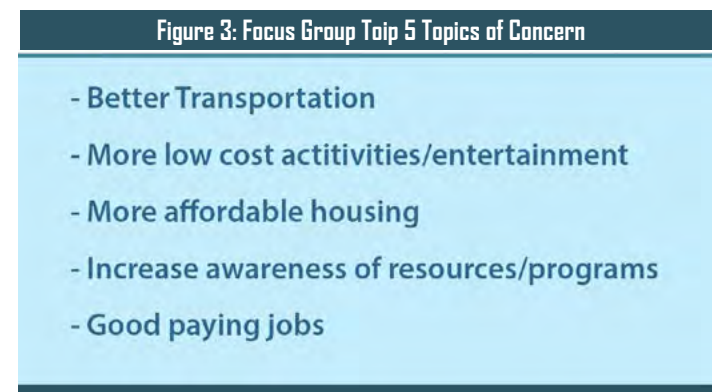 Figure 3: Focus Group Toip 5 Topics of Concern
- Better Transportation
- More low cost actitivities/entertainment
- More affordable housing
- Increase awareness of resources/programs
- Good paying jobs